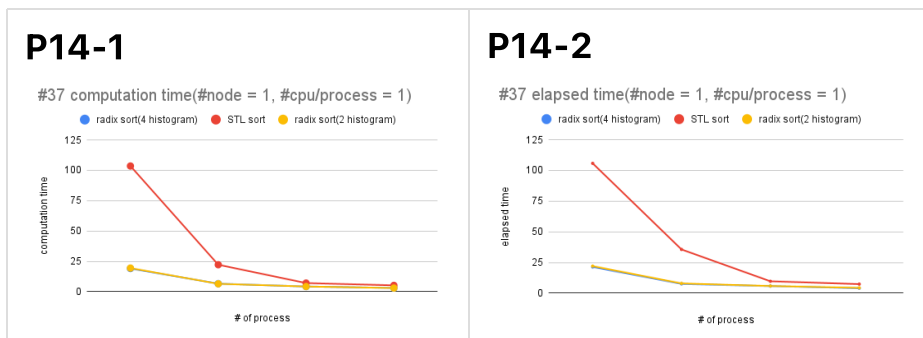 P14-1
#37 computation time(#node = 1, #cpu/process = 1)
radix sort(4 histogram) STL sort radix sort(2 histogram)
125
100
75
50
25
0
computation time
# of process
P14-2
#37 elapsed time(#node = 1, #cpu/process = 1)
radix sort(4 histogram) STL sort radix sort(2 histogram)
125
100
75
50
25
0
elapsed time
# of process